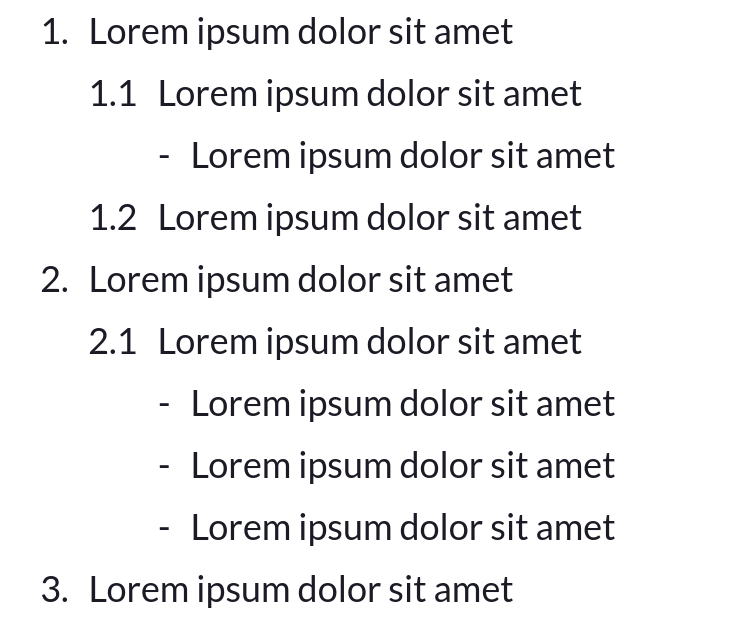 1. Lorem ipsum dolor sit amet
1.1 Lorem ipsum dolor sit amet
- Lorem ipsum dolor sit amet
1.2 Lorem ipsum dolor sit amet
2. Lorem ipsum dolor sit amet
2.1 Lorem ipsum dolor sit amet
- Lorem ipsum dolor sit amet
- Lorem ipsum dolor sit amet
- Lorem ipsum dolor sit amet
3. Lorem ipsum dolor sit amet